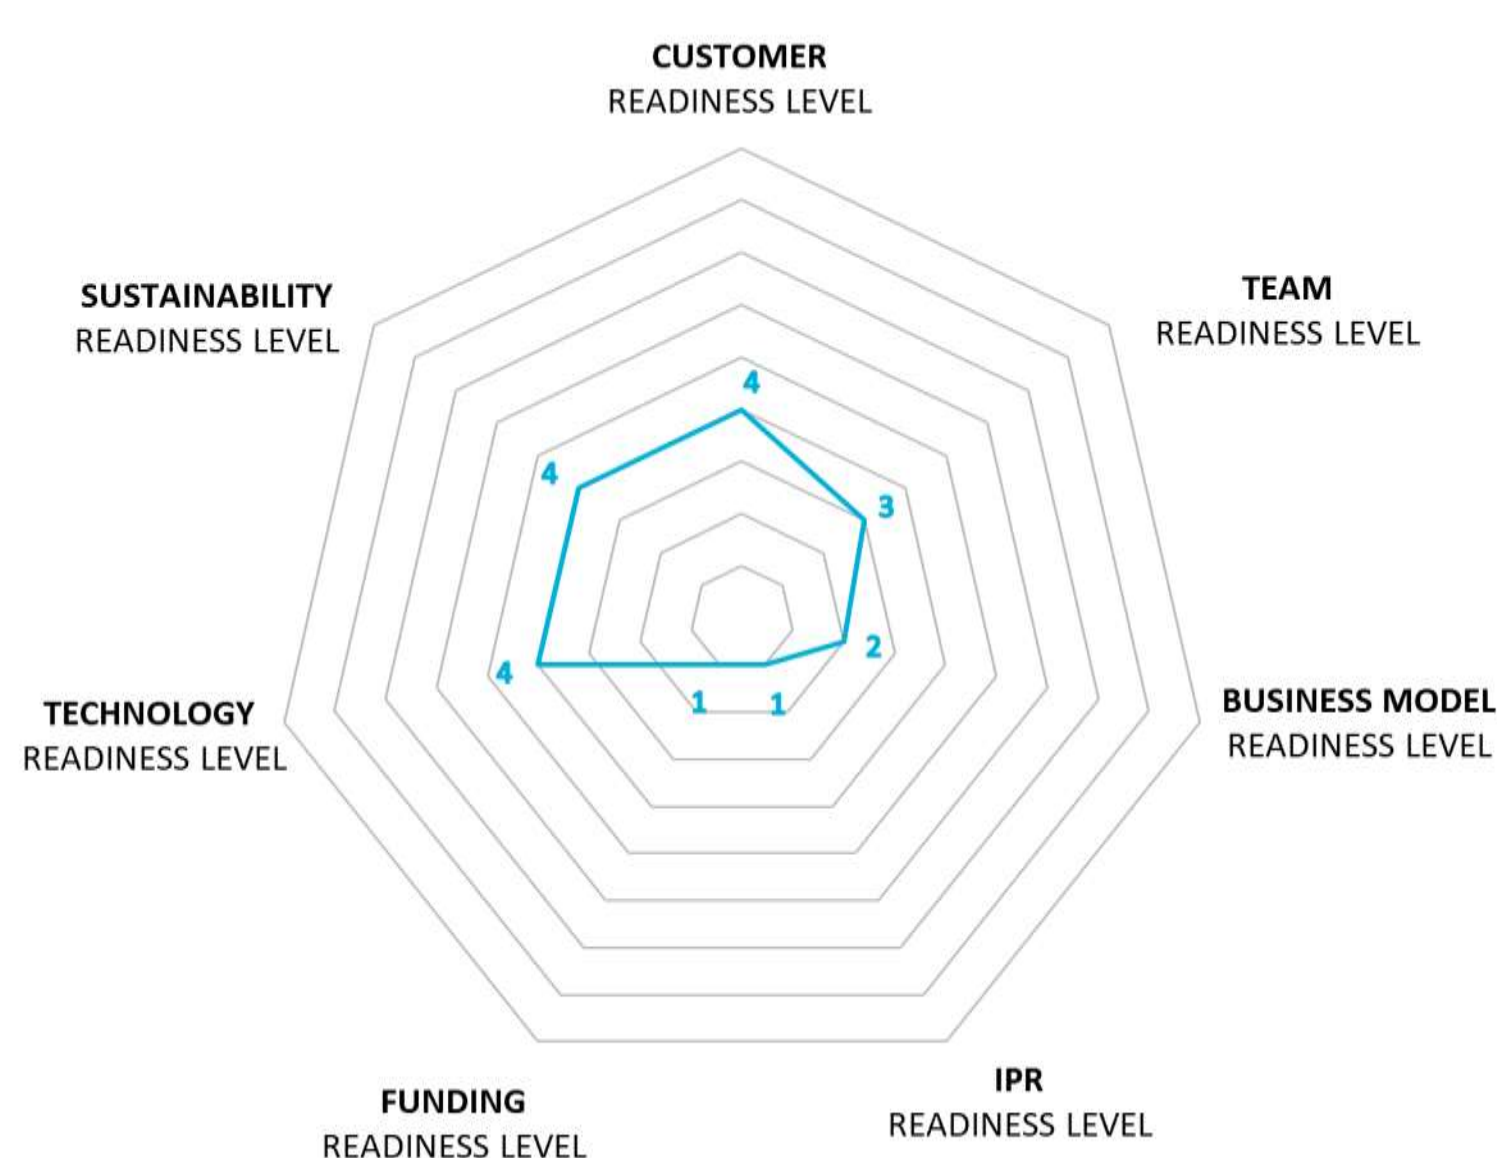 CUSTOMER
READINESS LEVEL
TEAM
READINESS LEVEL
SUSTAINABILITY
READINESS LEVEL
4
4
3
2
4
1
1
TECHNOLOGY
READINESS LEVEL
BUSINESS MODEL
READINESS LEVEL
IPR
READINESS LEVEL
FUNDING
READINESS LEVEL